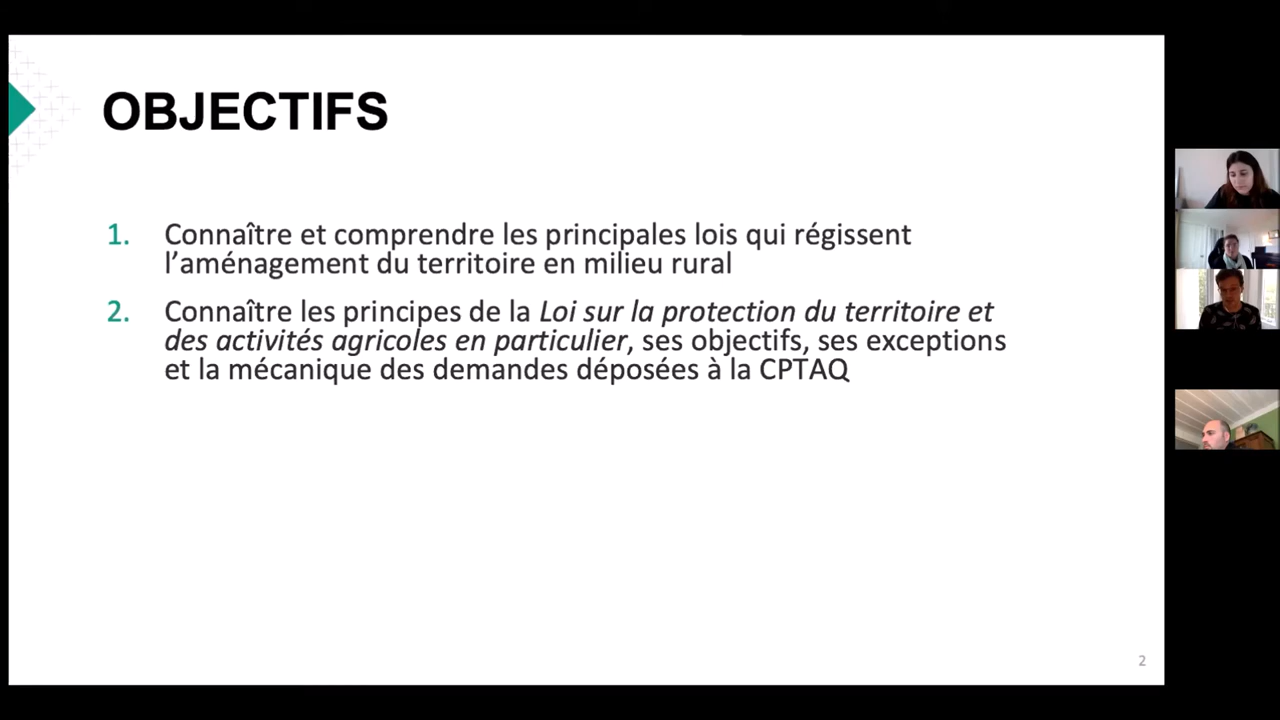 OBJECTIFS
1. Connaître et comprendre les principales lois qui régissent
l’aménagement du territoire en milieu rural
2. Connaître les principes de la Loi sur la protection du territoire et
des activités agricoles en particulier, ses objectifs, ses exceptions
et la mécanique des demandes déposées à la CPTAQ
2